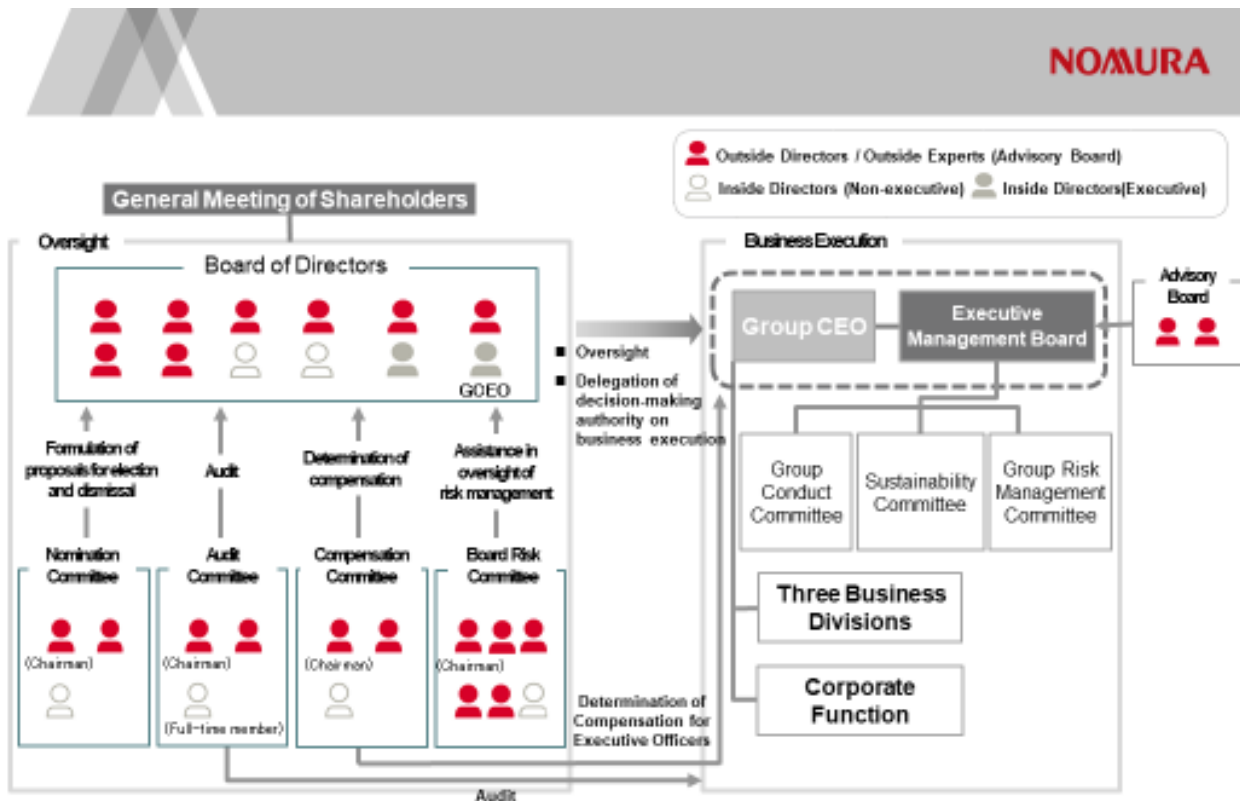 NOMURA
Outside Directors / Outside Experts (Advisory Board)
Inside Directors (Non-executive)
Inside Directors(Executive)
General Meeting of Shareholders
Oversight
Board of Directors
GCEO
Oversight
Delegation of
decision-making
authority on
business execution
Formulation of
proposals for election
and dismissal
Audit
Determination of
compensation
Assistance in
oversight of
risk management
Nomination
Committee
(Chairman)
Audit
Committee
(Chairman)
(Full-time member)
Compensation
Committee
(Chairman)
Board Risk
Committee
(Chairman)
Determination of
Compensation for
Executive Officers
Audit
Business Execution
Group CEO
Executive
Management Board
Advisory
Board
Group
Conduct
Committee
Sustainability
Committee
Group Risk
Management
Committee
Three Business
Divisions
Corporate
Function